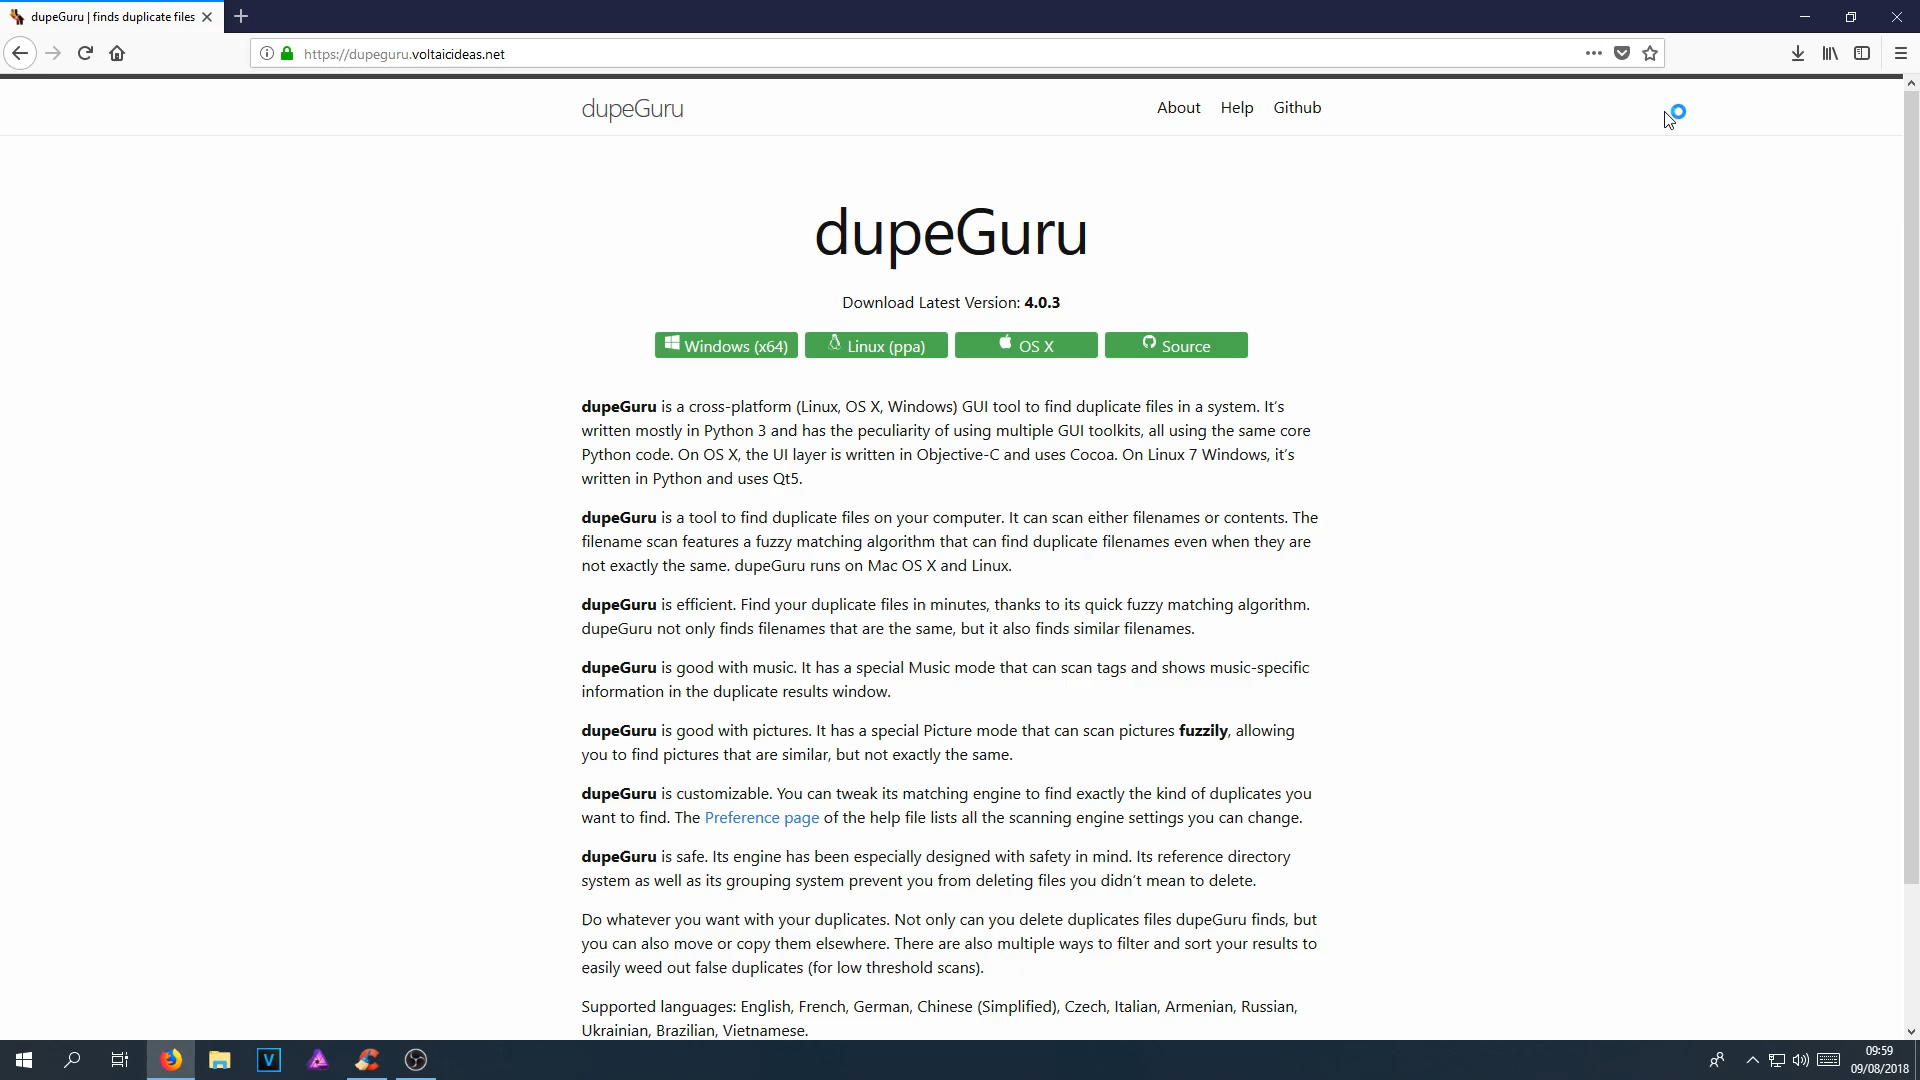 dupeGuru | finds duplicate files
https://dupeguru.voltaicideas.net
dupeGuru
About Help Github
dupeGuru
Download Latest Version: 4.0.3
Windows (x64) Linux (ppa) OS X Source
dupeGuru is a cross-platform (Linux, OS X, Windows) GUI tool to find duplicate files in a system. It's
written mostly in Python 3 and has the peculiarity of using multiple GUI toolkits, all using the same core
Python code. On OS X, the UI layer is written in Objective-C and uses Cocoa. On Linux 7 Windows, it's
written in Python and uses Qt5.
dupeGuru is a tool to find duplicate files on your computer. It can scan either filenames or contents. The
filename scan features a fuzzy matching algorithm that can find duplicate filenames even when they are
not exactly the same. dupeGuru runs on Mac OS X and Linux.
dupeGuru is efficient. Find your duplicate files in minutes, thanks to its quick fuzzy matching algorithm.
dupeGuru not only finds filenames that are the same, but it also finds similar filenames.
dupeGuru is good with music. It has a special Music mode that can scan tags and shows music-specific
information in the duplicate results window.
dupeGuru is good with pictures. It has a special Picture mode that can scan pictures fuzzily, allowing
you to find pictures that are similar, but not exactly the same.
dupeGuru is customizable. You can tweak its matching engine to find exactly the kind of duplicates you
want to find. The Preference page of the help file lists all the scanning engine settings you can change.
dupeGuru is safe. Its engine has been especially designed with safety in mind. Its reference directory
system as well as its grouping system prevent you from deleting files you didn't mean to delete.
Do whatever you want with your duplicates. Not only can you delete duplicates files dupeGuru finds, but
you can also move or copy them elsewhere. There are also multiple ways to filter and sort your results to
easily weed out false duplicates (for low threshold scans).
Supported languages: English, French, German, Chinese (Simplified), Czech, Italian, Armenian, Russian,
Ukrainian, Brazilian, Vietnamese.
V
09:59
09/08/2018